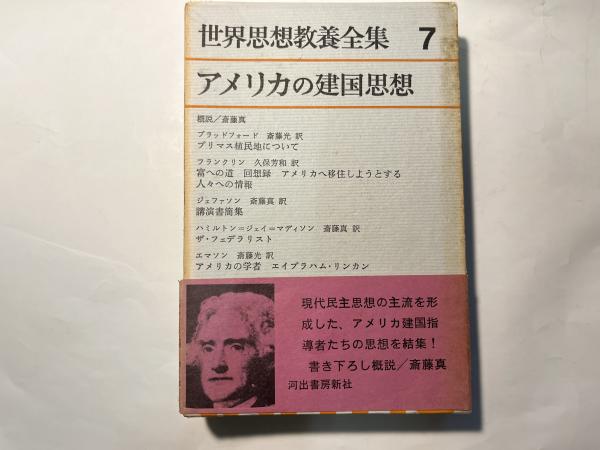 世界思想教養全集 7
アメリカの建国思想
概説／斎藤真
ブラッドフォード 斎藤光 訳
プリマス植民地について
フランクリン 久保芳和 訳
富への道 回想録 アメリカへ移住しようとする
人々への情報
ジェファソン 斎藤真 訳
講演書簡集
ハミルトン＝ジェイ＝マディソン 斎藤真 訳
ザ・フェデラリスト
エマソン 斎藤光 訳
アメリカの学者 エイブラハム・リンカン
現代民主思想の主流を形
成した、アメリカ建国指
導者たちの思想を結集！
書き下ろし概説／斎藤真
河出書房新社